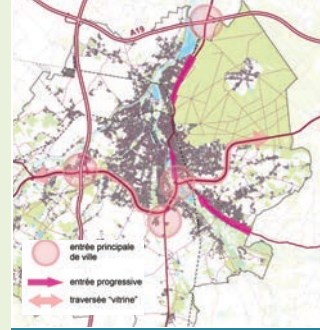 A19
entrée principale
de ville
entrée progressive
traversée "vitrine"